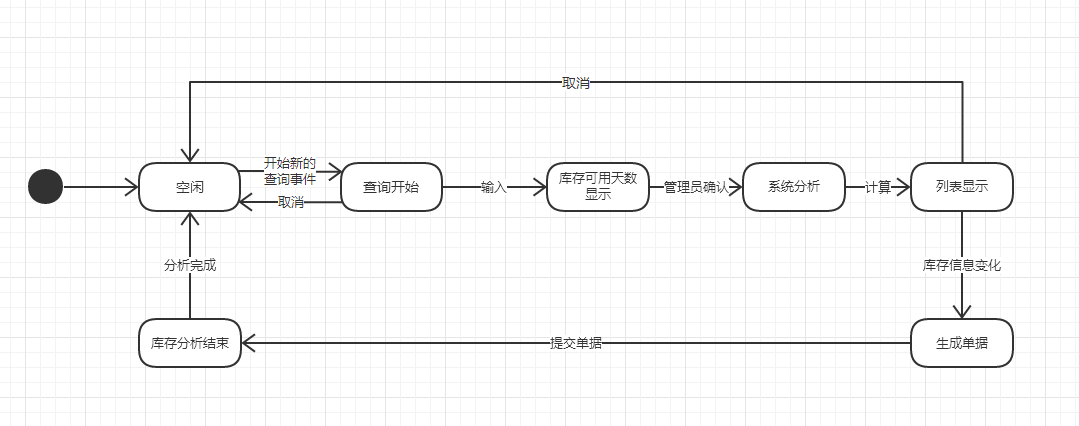 取消
开始新的
查询事件
空闲
取消
查询开始
输入
库存可用天数
显示
管理员确认
系统分析
计算
列表显示
分析完成
库存信息变化
库存分析结束
提交单据
生成单据